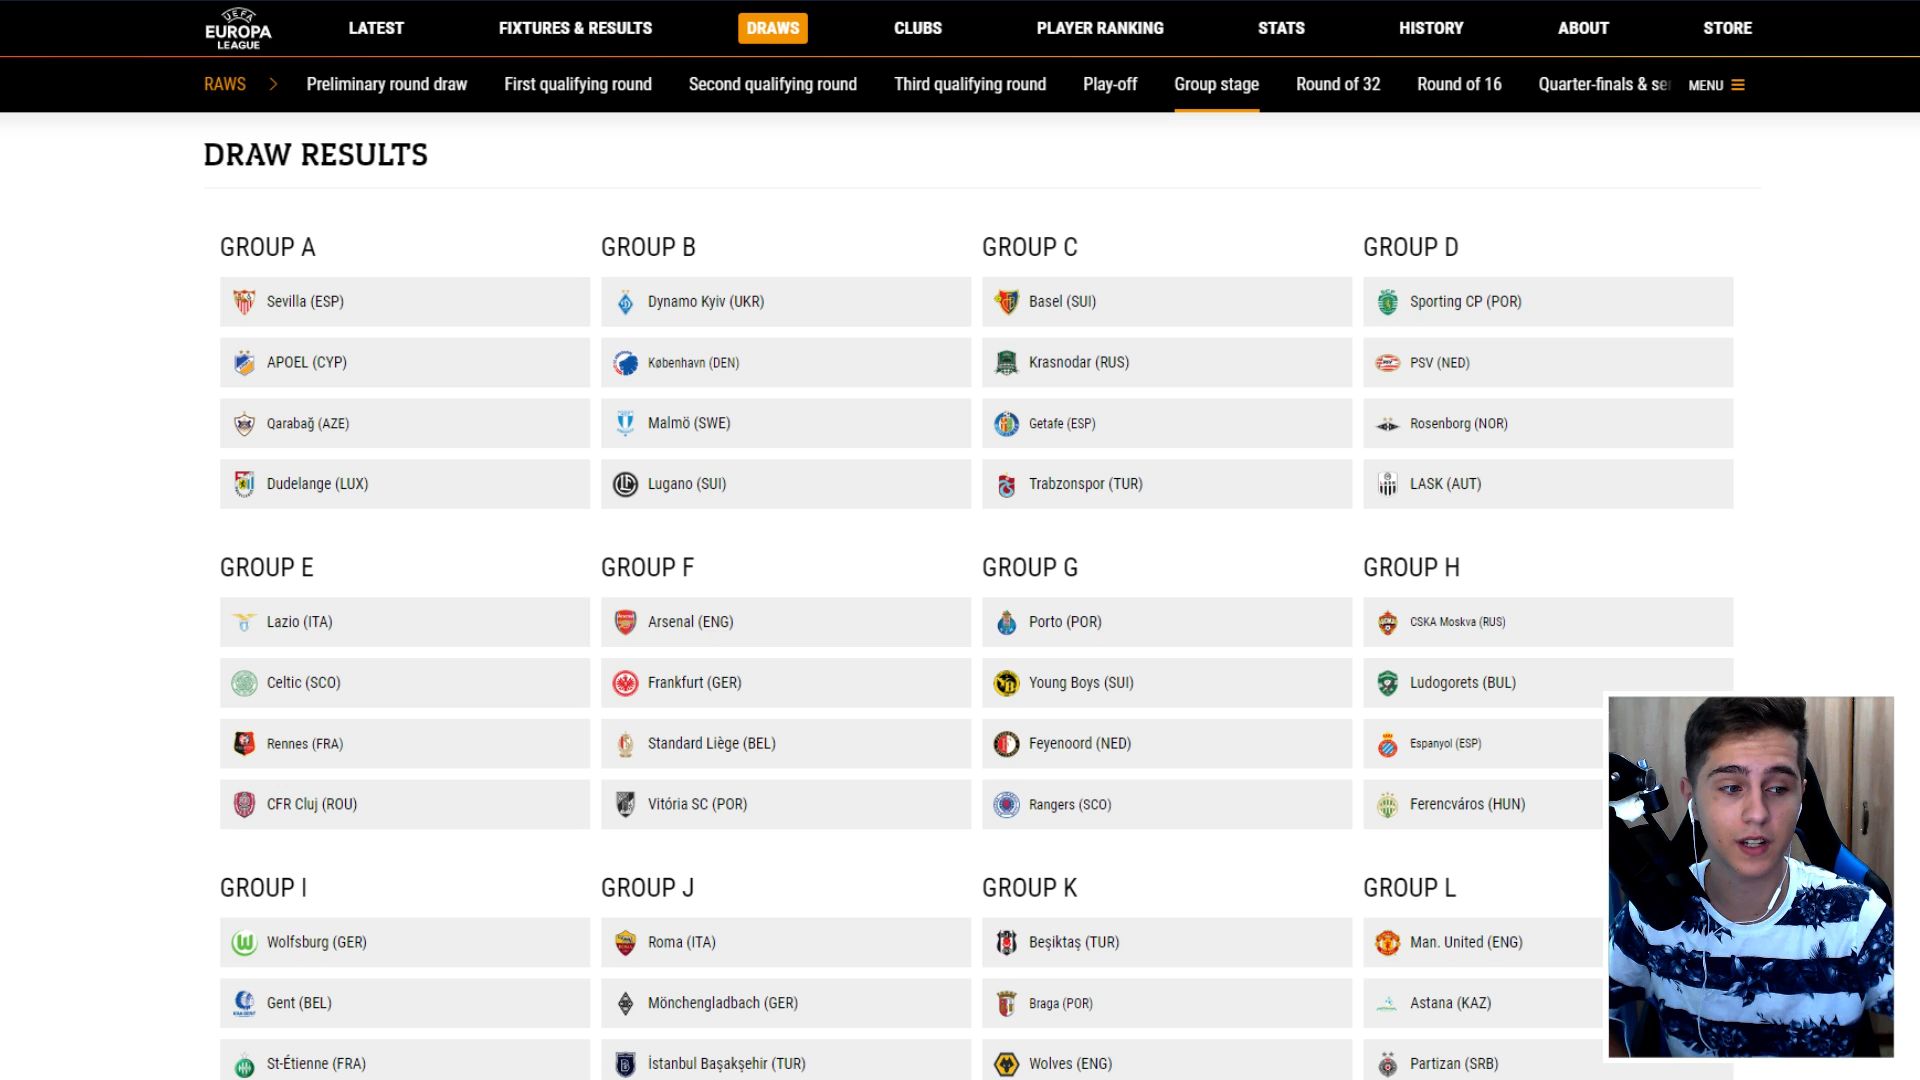 UEFA
EUROPA
LEAGUE
LATEST
FIXTURES & RESULTS
DRAWS
CLUBS
PLAYER RANKING
STATS
HISTORY
ABOUT
STORE
RAWS
Preliminary round draw
First qualifying round
Second qualifying round
Third qualifying round
Play-off
Group stage
Round of 32
Round of 16
Quarter-finals & se
MENU
DRAW RESULTS
GROUP A
GROUP B
GROUP C
GROUP D
Sevilla (ESP)
Dynamo Kyiv (UKR)
Basel (SUI)
Sporting CP (POR)
APOEL (CYP)
København (DEN)
Krasnodar (RUS)
PSV (NED)
Qarabağ (AZE)
Malmö (SWE)
Getafe (ESP)
Rosenborg (NOR)
Dudelange (LUX)
Lugano (SUI)
Trabzonspor (TUR)
LASK (AUT)
GROUP E
GROUP F
GROUP G
GROUP H
Lazio (ITA)
Arsenal (ENG)
Porto (POR)
CSKA Moskva (RUS)
Celtic (SCO)
Frankfurt (GER)
Young Boys (SUI)
Ludogorets (BUL)
Rennes (FRA)
Standard Liège (BEL)
Feyenoord (NED)
Espanyol (ESP)
CFR Cluj (ROU)
Vitória SC (POR)
Rangers (SCO)
Ferencváros (HUN)
GROUP I
GROUP J
GROUP K
GROUP L
Wolfsburg (GER)
Roma (ITA)
Beşiktaş (TUR)
Man. United (ENG)
Gent (BEL)
Mönchengladbach (GER)
Braga (POR)
Astana (KAZ)
St-Étienne (FRA)
İstanbul Başakşehir (TUR)
Wolves (ENG)
Partizan (SRB)